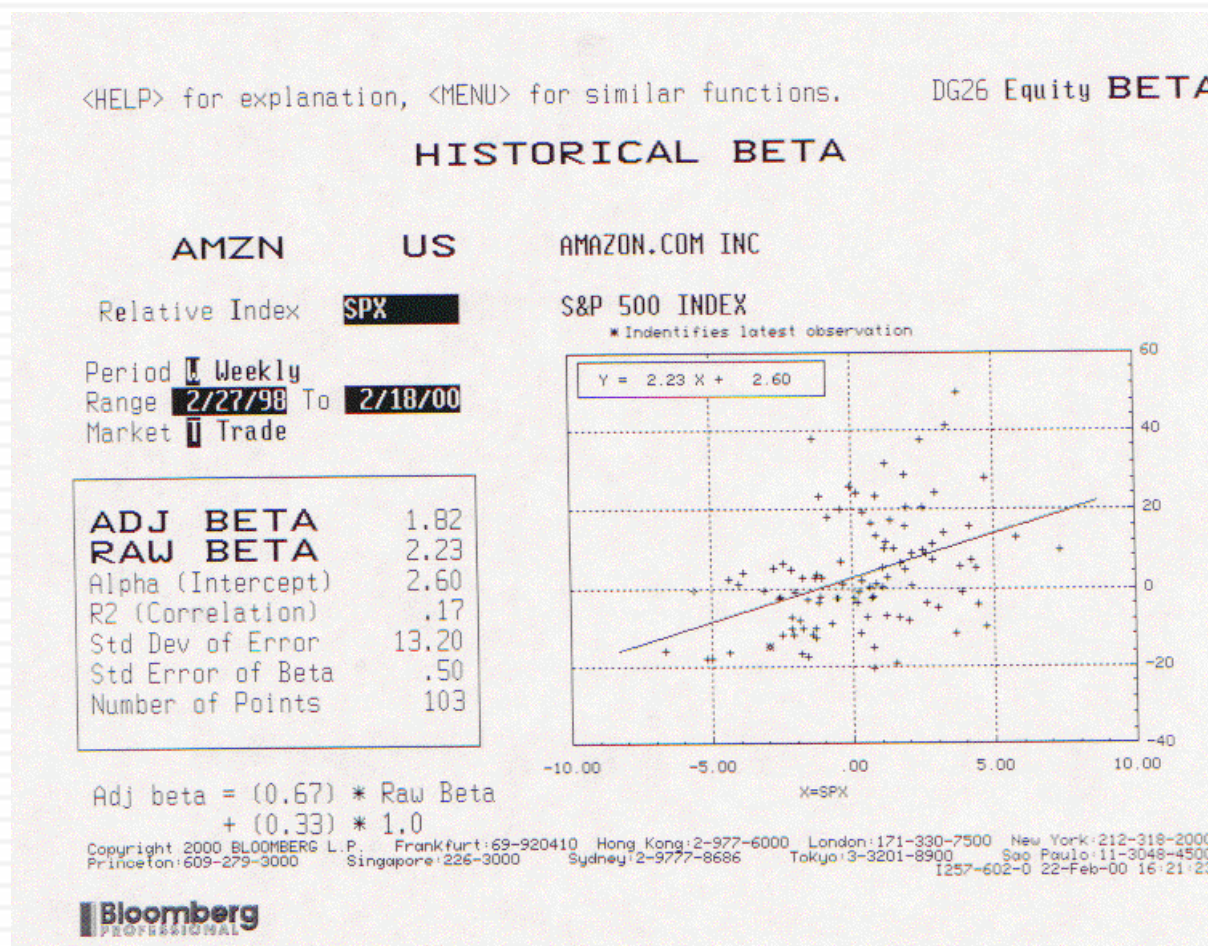 <HELP> for explanation, <MENU> for similar functions. DG26 Equity BETA
HISTORICAL BETA
AMZN US AMAZON.COM INC
Relative Index SPX S&P 500 INDEX
* Indentifies latest observation
Period W Weekly
Range 2/27/98 To 2/18/00
Market T Trade
Y = 2.23 X + 2.60
60
40
20
0
-20
-40
-10.00 -5.00 .00 5.00 10.00
X=SPX
ADJ BETA 1.82
RAW BETA 2.23
Alpha (Intercept) 2.60
R2 (Correlation) .17
Std Dev of Error 13.20
Std Error of Beta .50
Number of Points 103
Adj beta = (0.67) * Raw Beta
+ (0.33) * 1.0
Copyright 2000 BLOOMBERG L.P. Frankfurt:69-920410 Hong Kong:2-977-6000 London:171-330-7500 New York:212-318-2000
Princeton:609-279-3000 Singapore:226-3000 Sydney:2-9777-8686 Tokyo:3-3201-8900 Sao Paulo:11-3048-4500
I257-602-0 22-Feb-00 16:21:23
Bloomberg
PROFESSIONAL